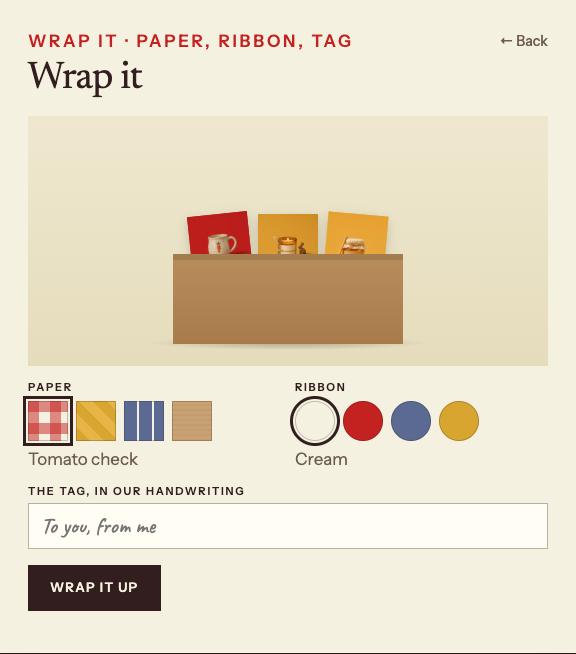 WRAP IT · PAPER, RIBBON, TAG
← Back
Wrap it
PAPER
RIBBON
Tomato check
Cream
THE TAG, IN OUR HANDWRITING
To you, from me
WRAP IT UP